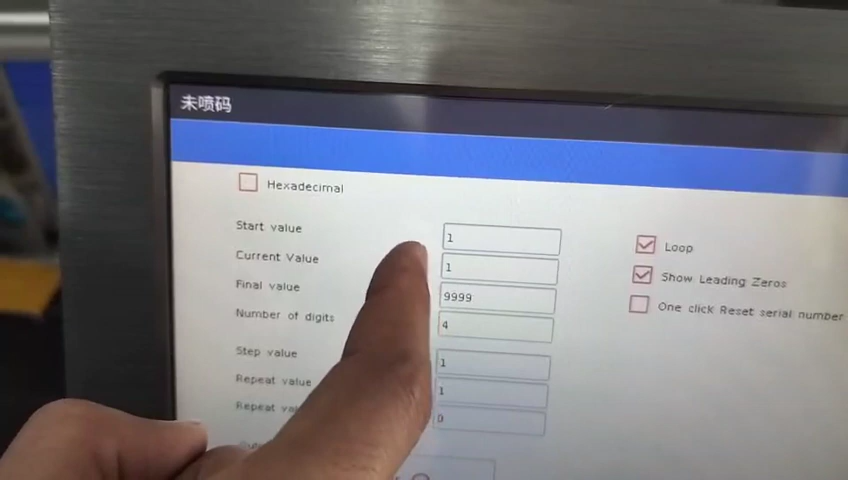 未喷码
Hexadecimal
Start value 1
Current Value 1
Final value 9999
Number of digits 4
Step value 1
Repeat value 1
Repeat 0
Loop
Show Leading Zeros
One click Reset serial number